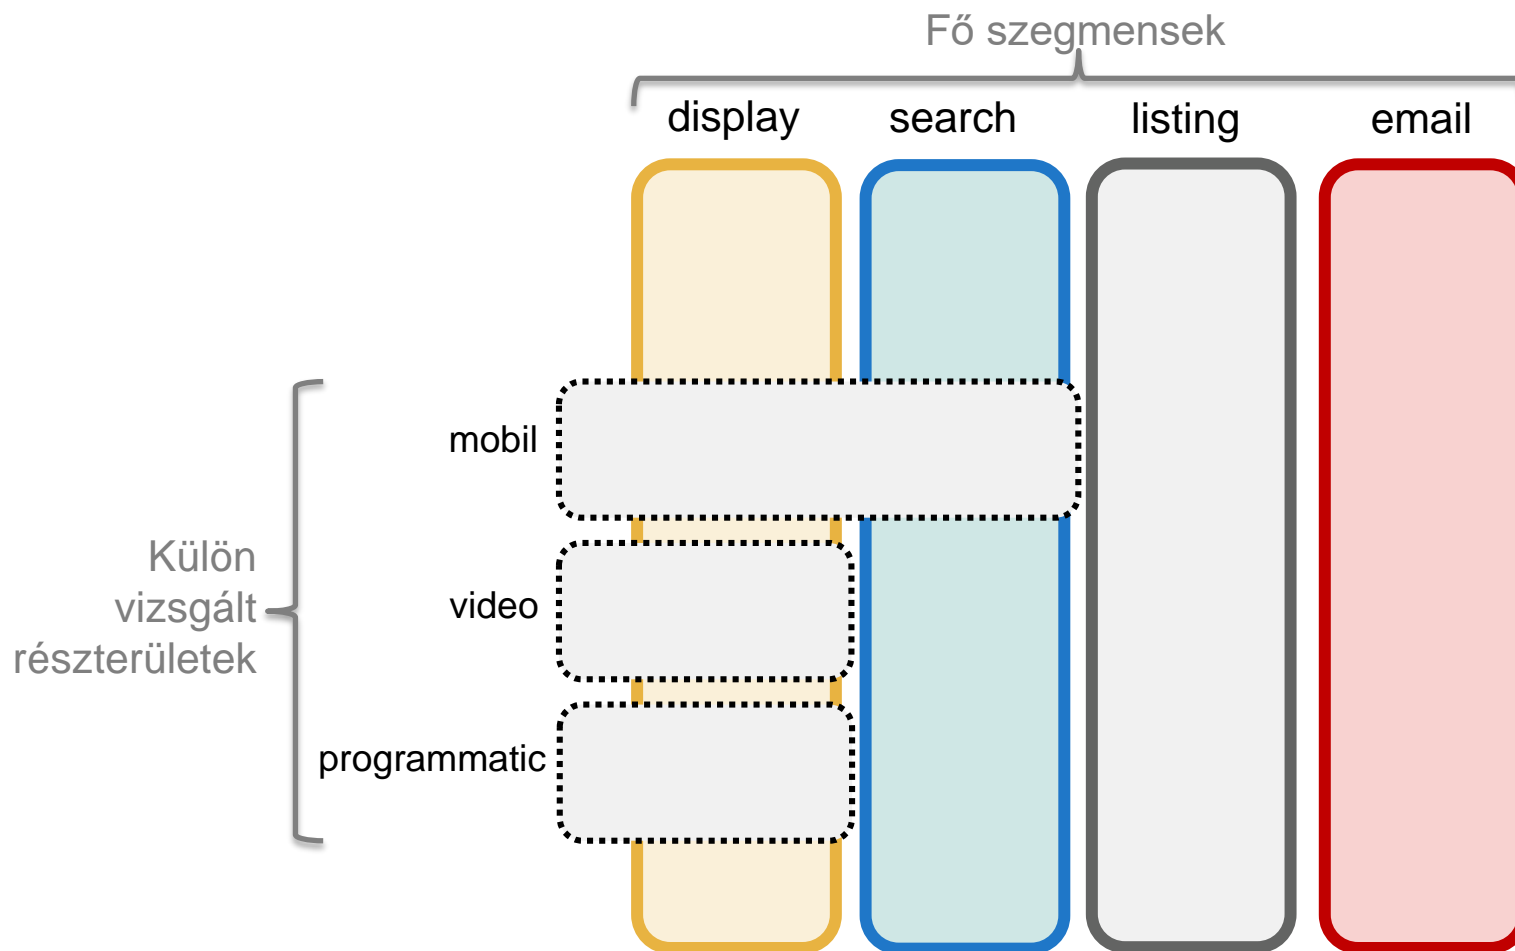 Fő szegmensek
display search listing email
mobil
Külön
vizsgált
részterületek
video
programmatic